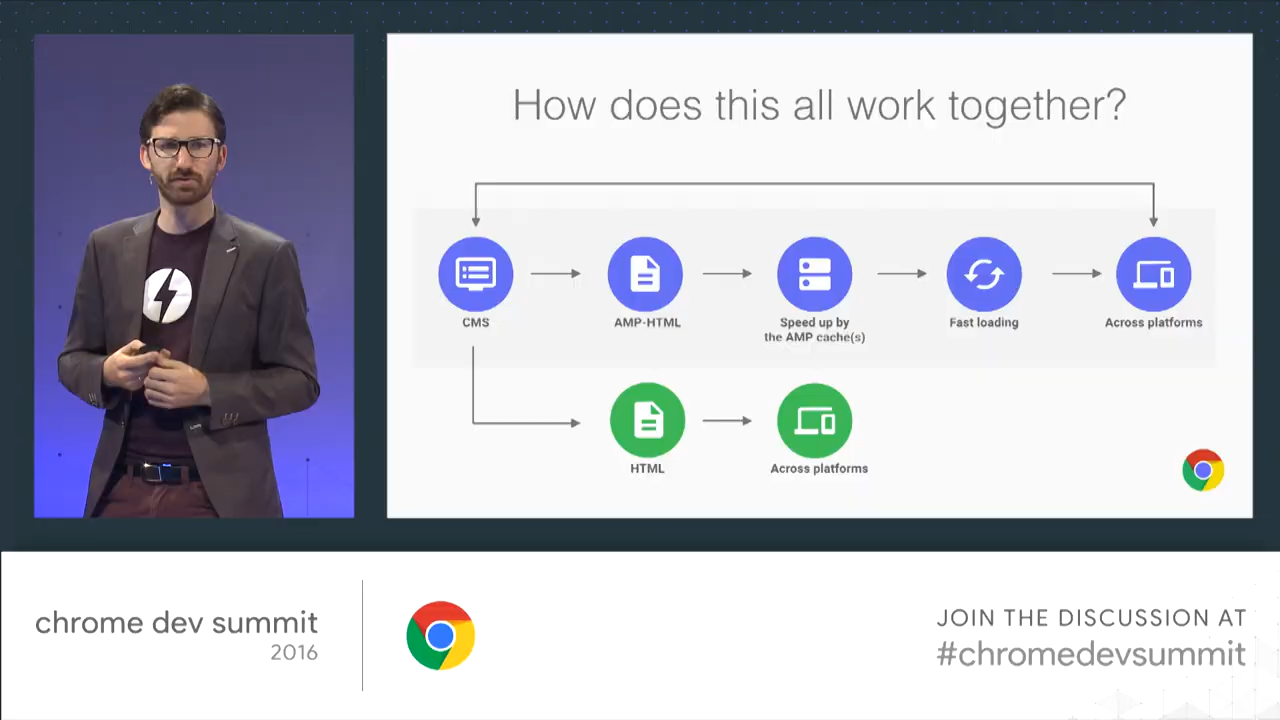 How does this all work together?
CMS
AMP-HTML
Speed up by
the AMP cache(s)
Fast loading
Across platforms
HTML
Across platforms
chrome dev summit
2016
JOIN THE DISCUSSION AT
#chromedevsummit